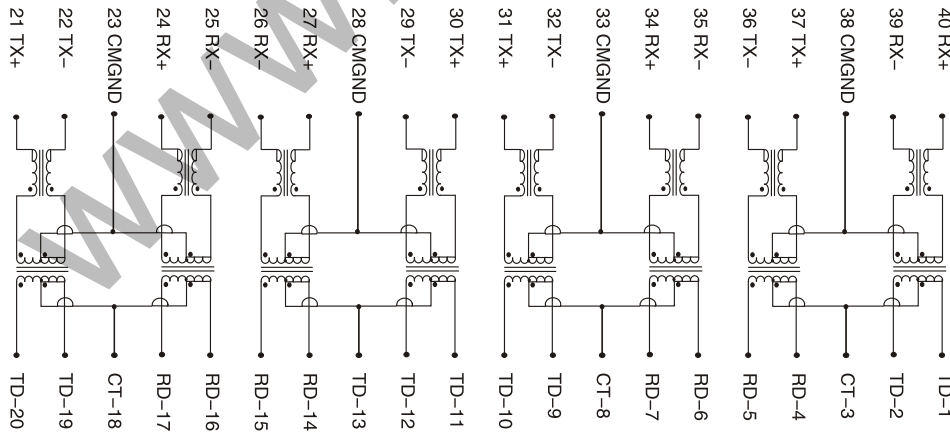 21 TX+
22 TX−
23 CMGND
24 RX+
25 RX−
26 RX−
27 RX+
28 CMGND
29 TX−
30 TX+
31 TX+
32 TX−
33 CMGND
34 RX+
35 RX−
36 TX−
37 TX+
38 CMGND
39 RX−
40 RX+
www
TD−20
TD−19
CT−18
RD−17
RD−16
RD−15
RD−14
CT−13
TD−12
TD−11
TD−10
TD−9
CT−8
RD−7
RD−6
RD−5
RD−4
CT−3
TD−2
TD−1